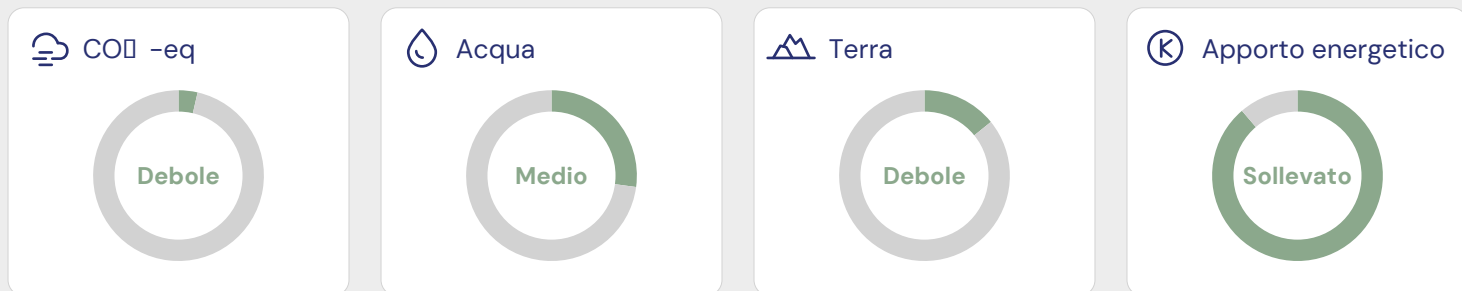 CO▯ -eq
Debole
Acqua
Medio
Terra
Debole
Apporto energetico
Sollevato